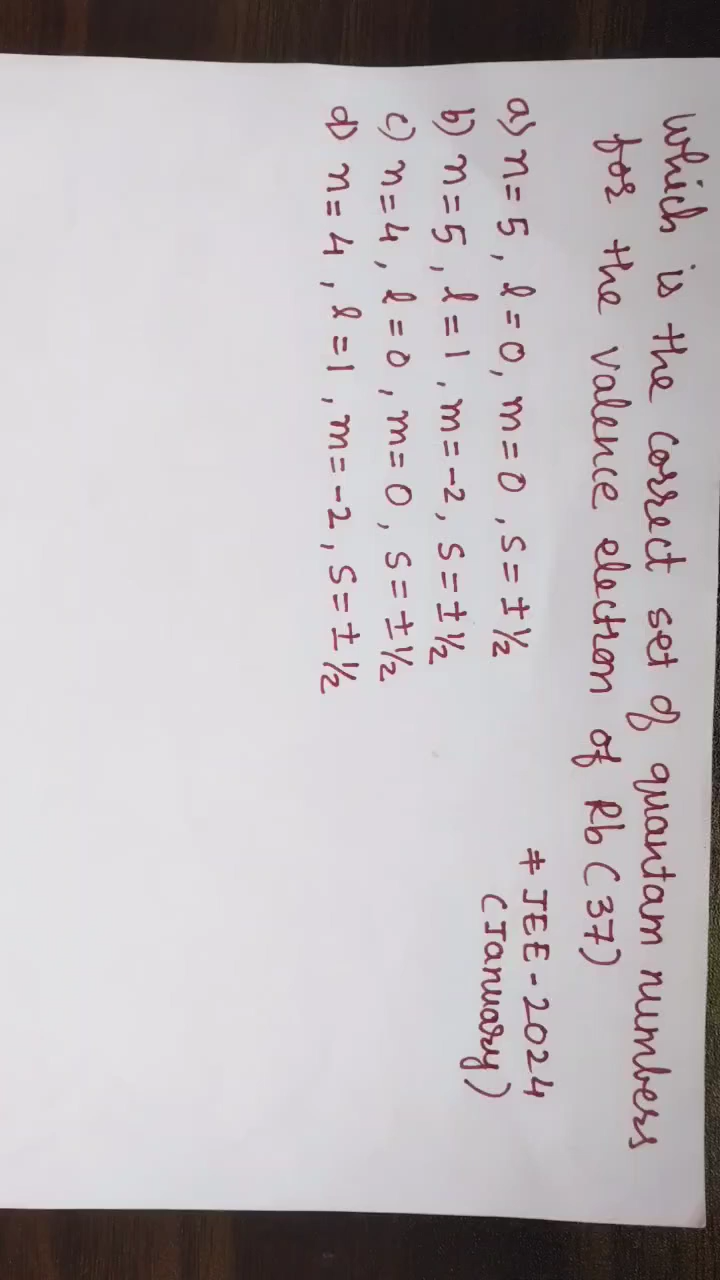 Which is the correct set of quantam numbers
for the valence electron of Rb (37)
a) n = 5, l = 0, m = 0, s = ± 1/2
b) n = 5, l = 1, m = -2, s = ± 1/2
c) n = 4, l = 0, m = 0, s = ± 1/2
d) n = 4, l = 1, m = -2, s = ± 1/2
# JEE - 2024
(January)